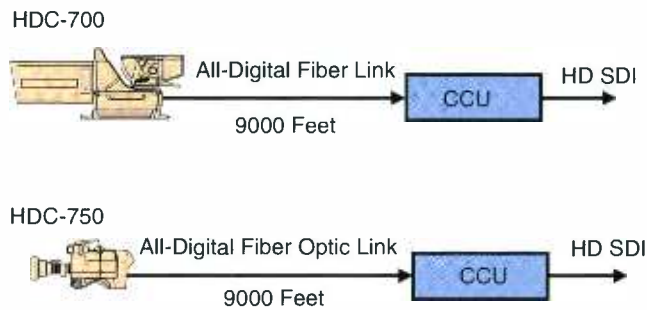 HDC-700
All-Digital Fiber Link
CCU
HD SDI
9000 Feet
HDC-750
All-Digital Fiber Optic Link
CCU
HD SDI
9000 Feet